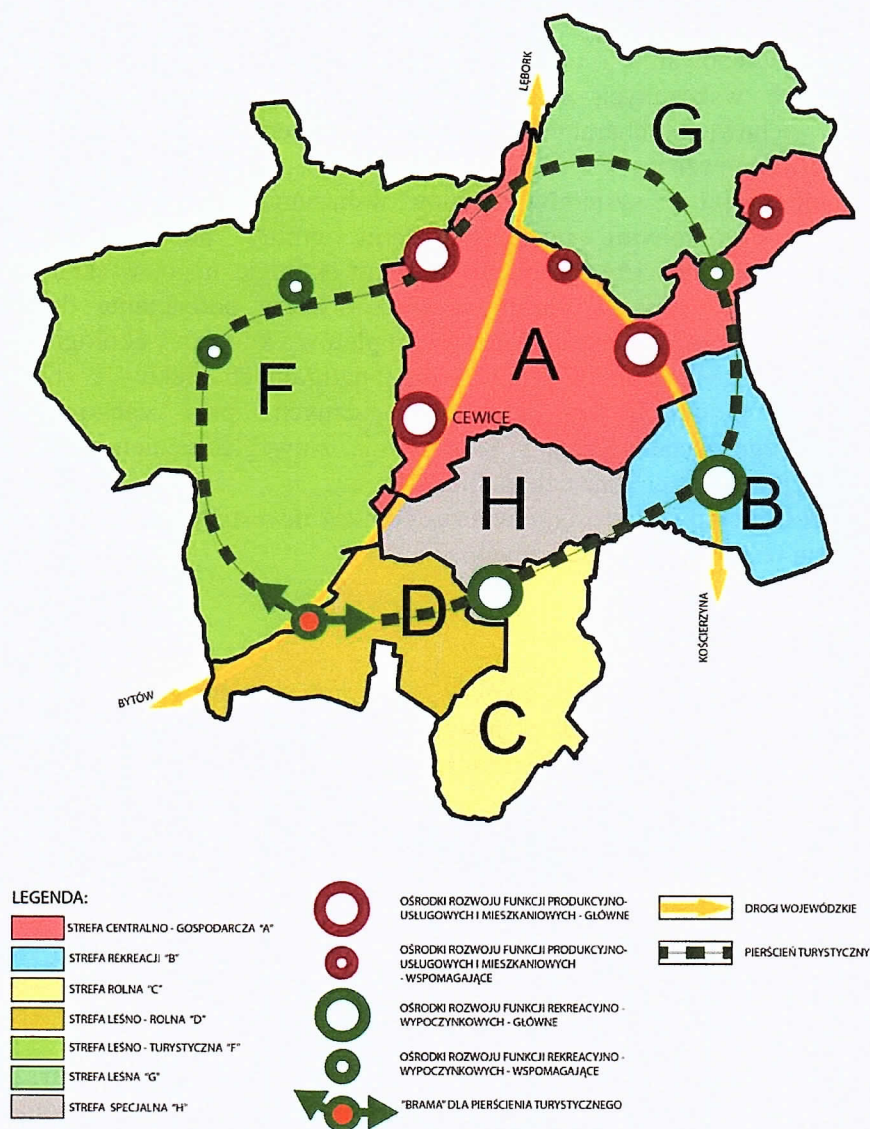 LĘBORK
G
A
F
CEWICE
H
B
D
KOŚCIERZYNA
BYTÓW
C
LEGENDA:
STREFA CENTRALNO - GOSPODARCZA "A"
STREFA REKREACJI "B"
STREFA ROLNA "C"
STREFA LEŚNO - ROLNA "D"
STREFA LEŚNO - TURYSTYCZNA "F"
STREFA LEŚNA "G"
STREFA SPECJALNA "H"
OŚRODKI ROZWOJU FUNKCJI PRODUKCYJNO-
USŁUGOWYCH I MIESZKANIOWYCH - GŁÓWNE
OŚRODKI ROZWOJU FUNKCJI PRODUKCYJNO-
USŁUGOWYCH I MIESZKANIOWYCH
- WSPOMAGAJĄCE
OŚRODKI ROZWOJU FUNKCJI REKREACYJNO -
WYPOCZYNKOWYCH - GŁÓWNE
OŚRODKI ROZWOJU FUNKCJI REKREACYJNO -
WYPOCZYNKOWYCH - WSPOMAGAJĄCE
"BRAMA" DLA PIERŚCIENIA TURYSTYCZNEGO
DROGI WOJEWÓDZKIE
PIERŚCIEŃ TURYSTYCZNY